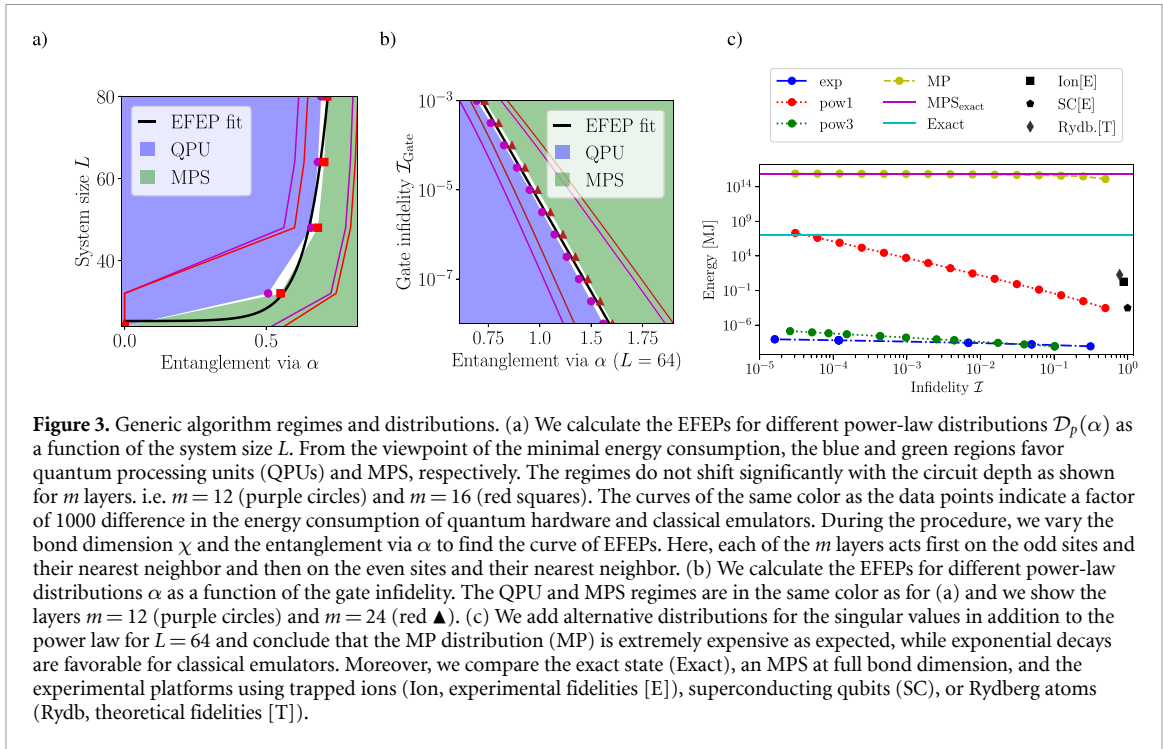 a)
b)
c)
80
60
40
System size L
0.0
0.5
Entanglement via α
EFEP fit
QPU
MPS
10⁻³
10⁻⁵
10⁻⁷
Gate infidelity 𝓘Gate
0.75 1.0 1.5 1.75
Entanglement via α (L = 64)
EFEP fit
QPU
MPS
exp
pow1
pow3
MP
MPSexact
Exact
Ion[E]
SC[E]
Rydb.[T]
10¹⁴
10⁹
10⁴
10⁻¹
10⁻⁶
Energy [MJ]
10⁻⁵ 10⁻⁴ 10⁻³ 10⁻² 10⁻¹ 10⁰
Infidelity 𝓘
Figure 3. Generic algorithm regimes and distributions. (a) We calculate the EFEPs for different power-law distributions 𝒟p(α) as
a function of the system size L. From the viewpoint of the minimal energy consumption, the blue and green regions favor
quantum processing units (QPUs) and MPS, respectively. The regimes do not shift significantly with the circuit depth as shown
for m layers. i.e. m = 12 (purple circles) and m = 16 (red squares). The curves of the same color as the data points indicate a factor
of 1000 difference in the energy consumption of quantum hardware and classical emulators. During the procedure, we vary the
bond dimension χ and the entanglement via α to find the curve of EFEPs. Here, each of the m layers acts first on the odd sites and
their nearest neighbor and then on the even sites and their nearest neighbor. (b) We calculate the EFEPs for different power-law
distributions α as a function of the gate infidelity. The QPU and MPS regimes are in the same color as for (a) and we show the
layers m = 12 (purple circles) and m = 24 (red ▲). (c) We add alternative distributions for the singular values in addition to the
power law for L = 64 and conclude that the MP distribution (MP) is extremely expensive as expected, while exponential decays
are favorable for classical emulators. Moreover, we compare the exact state (Exact), an MPS at full bond dimension, and the
experimental platforms using trapped ions (Ion, experimental fidelities [E]), superconducting qubits (SC), or Rydberg atoms
(Rydb, theoretical fidelities [T]).